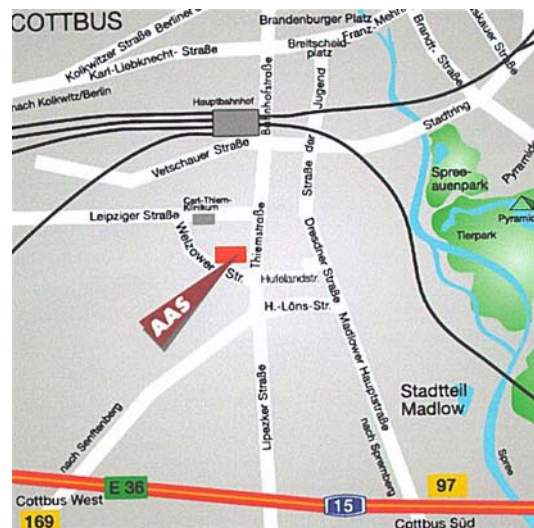 COTTBUS
Brandenburger Platz
Franz-Mehring
Kolkwitzer Straße
Berliner
Karl-Liebknecht-Straße
Breitscheid-
platz
Brandt-Straße
skauer Straße
nach Kolkwitz/Berlin
Hauptbahnhof
Bahnhofstraße
Straße der Jugend
Stadtring
Vetschauer Straße
Spree-
auenpark
Pyramide
Pyramid
Tierpark
Carl-Thiem-
Klinikum
Leipziger Straße
Welzower Str.
Thiemstraße
Dresdner Straße
Hufelandstr.
AAS
H.-Löns-Str.
Madlower Hauptstraße
Lipezker Straße
Stadtteil
Madlow
nach Senftenberg
nach Spremberg
Spree
E 36
15
97
Cottbus West
169
Cottbus Süd